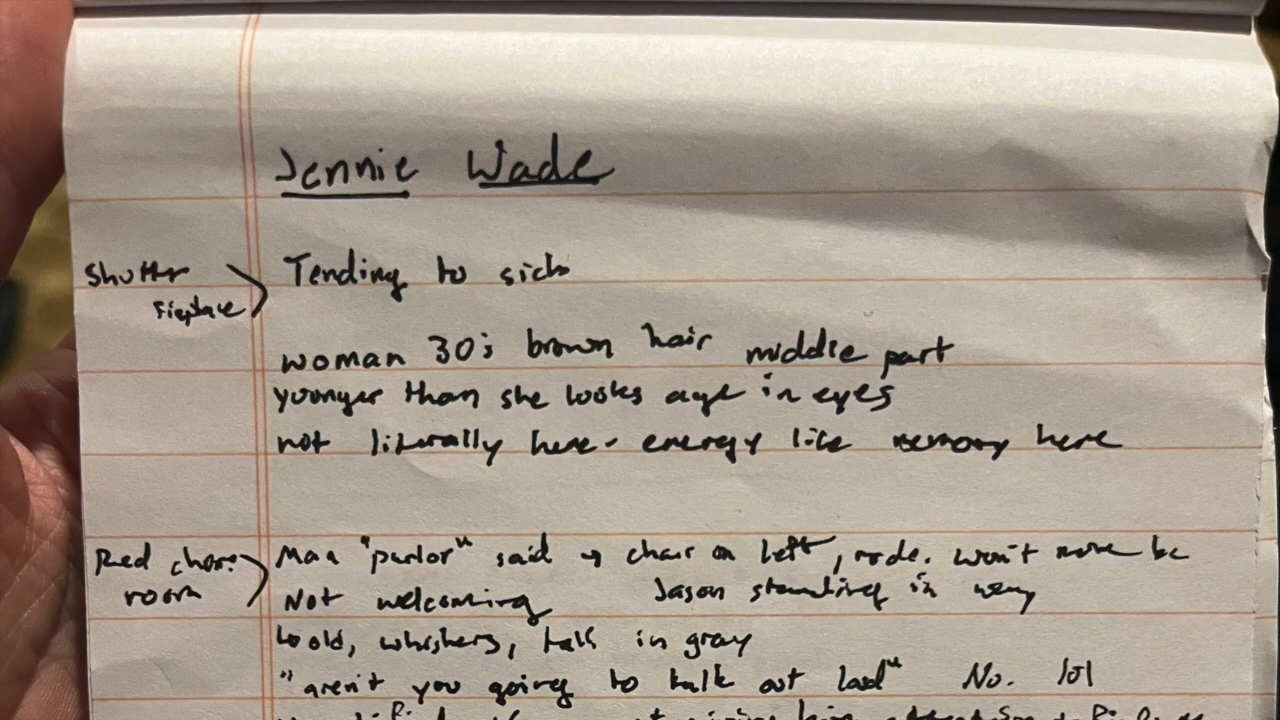 Jennie Wade
Shutter
Fireplace
Tending to sick
woman 30's brown hair middle part
younger than she looks age in eyes
not literally here - energy like memory here
Red chair
room
Man "parlor" said → chair on left, rude. won't move bc
Not welcoming Jason standing in way
↳ old, whiskers, talk in gray
"aren't you going to talk out loud" No. lol